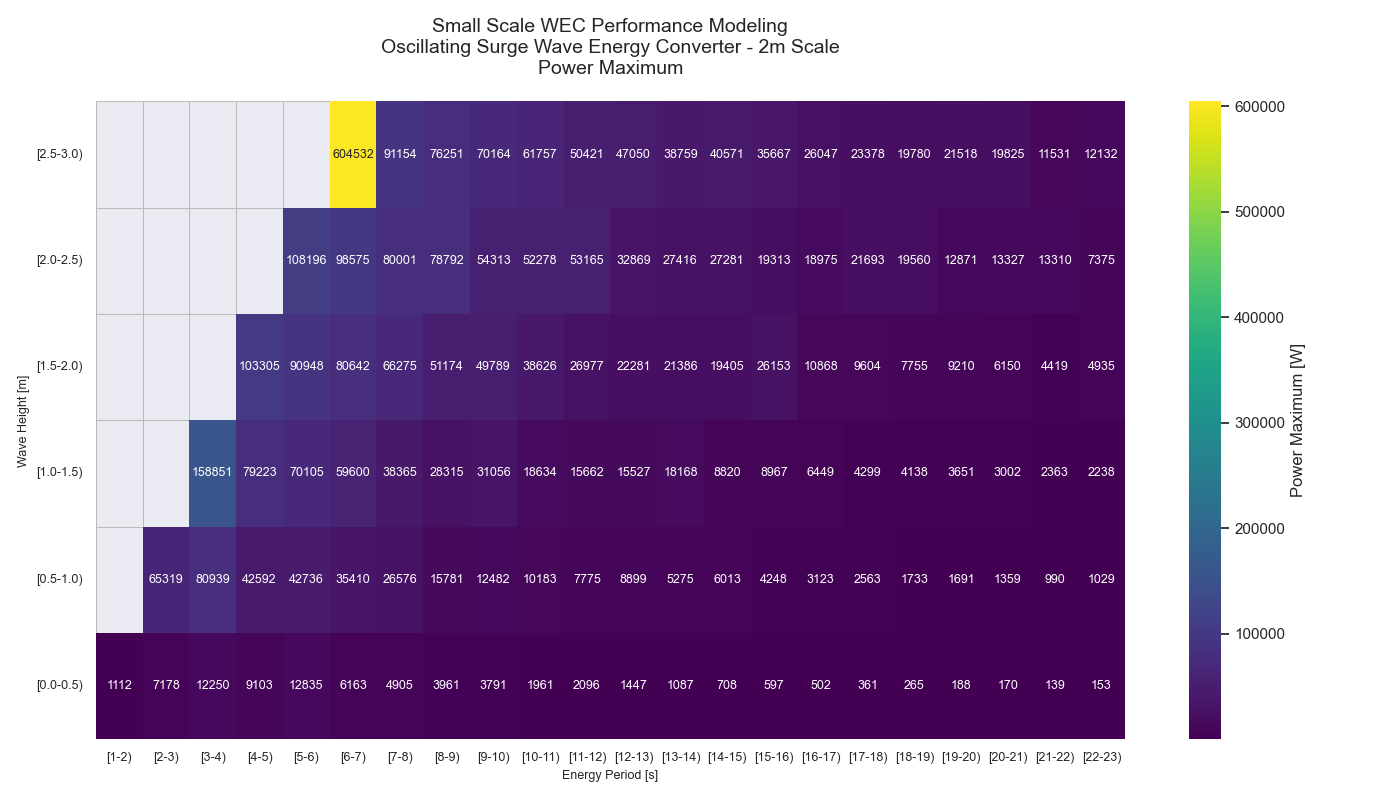 Small Scale WEC Performance Modeling
Oscillating Surge Wave Energy Converter - 2m Scale
Power Maximum
[2.5-3.0) 604532 91154 76251 70164 61757 50421 47050 38759 40571 35667 26047 23378 19780 21518 19825 11531 12132
[2.0-2.5) 108196 98575 80001 78792 54313 52278 53165 32869 27416 27281 19313 18975 21693 19560 12871 13327 13310 7375
[1.5-2.0) 103305 90948 80642 66275 51174 49789 38626 26977 22281 21386 19405 26153 10868 9604 7755 9210 6150 4419 4935
[1.0-1.5) 158851 79223 70105 59600 38365 28315 31056 18634 15662 15527 18168 8820 8967 6449 4299 4138 3651 3002 2363 2238
[0.5-1.0) 65319 80939 42592 42736 35410 26576 15781 12482 10183 7775 8899 5275 6013 4248 3123 2563 1733 1691 1359 990 1029
[0.0-0.5) 1112 7178 12250 9103 12835 6163 4905 3961 3791 1961 2096 1447 1087 708 597 502 361 265 188 170 139 153
[1-2) [2-3) [3-4) [4-5) [5-6) [6-7) [7-8) [8-9) [9-10) [10-11) [11-12) [12-13) [13-14) [14-15) [15-16) [16-17) [17-18) [18-19) [19-20) [20-21) [21-22) [22-23)
Energy Period [s]
Wave Height [m]
600000
500000
400000
300000
200000
100000
Power Maximum [W]